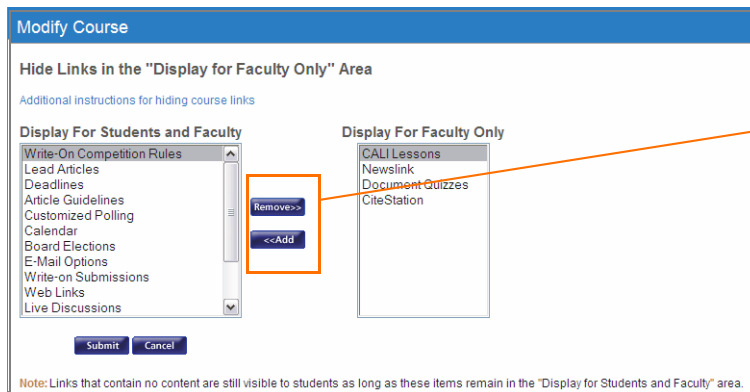 Modify Course
Hide Links in the "Display for Faculty Only" Area
Additional instructions for hiding course links
Display For Students and Faculty
Write-On Competition Rules
Lead Articles
Deadlines
Article Guidelines
Customized Polling
Calendar
Board Elections
E-Mail Options
Write-on Submissions
Web Links
Live Discussions
Remove>>
<<Add
Display For Faculty Only
CALI Lessons
Newslink
Document Quizzes
CiteStation
Submit Cancel
Note: Links that contain no content are still visible to students as long as these items remain in the "Display for Students and Faculty" area.